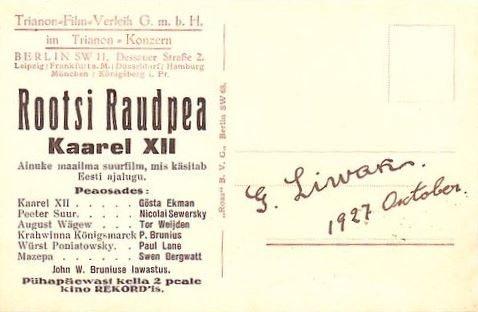 Trianon-Film-Verleih G. m. b. H.
im Trianon-Konzern
BERLIN SW 11, Dessauer Straße 2.
Leipzig/Frankfurt a. M./Düsseldorf/Hamburg
München / Königsberg i. Pr.
Rootsi Raudpea
Kaarel XII
Ainuke maailma suurfilm, mis käsitab
Eesti ajalugu.
Peaosades:
Kaarel XII . . . . . Gösta Ekman
Peeter Suur. . . . . Nicolai Sewersky
August Wägew . . . Tor Weijden
Krahwinna Königsmarck P. Brunius
Würst Poniatowsky. . Paul Lane
Mazepa . . . . . . Swen Bergwatt
John W. Bruniuse lawastus.
Pühapäewast kella 2 peale
kino REKORD'is.
"Ross" B. V. G., Berlin SW 68.
G. Liwak.
1927 October.